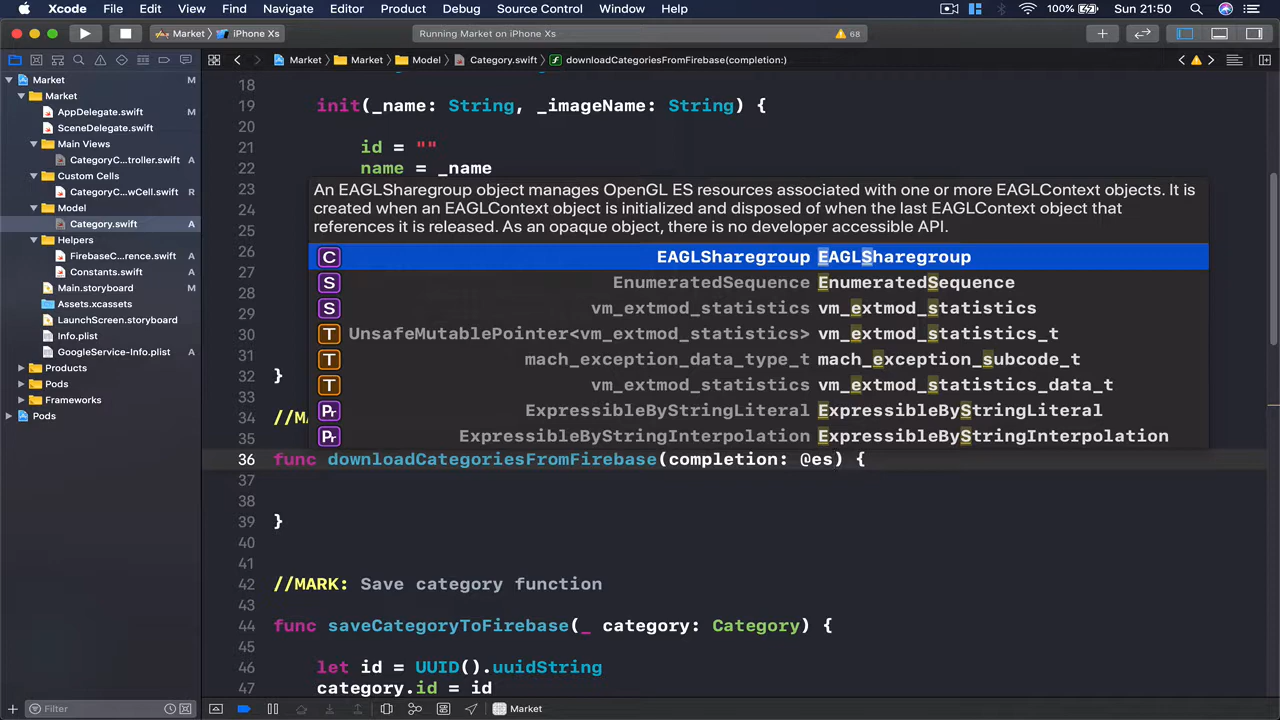 Xcode File Edit View Find Navigate Editor Product Debug Source Control Window Help 100% Sun 21:50
Market iPhone Xs Running Market on iPhone Xs 68
Market Market Model Category.swift downloadCategoriesFromFirebase(completion:)
Market M
Market
AppDelegate.swift M
SceneDelegate.swift
Main Views
CategoryC...troller.swift A
Custom Cells
CategoryC...wCell.swift R
Model
Category.swift A
Helpers
FirebaseC...rence.swift A
Constants.swift A
Main.storyboard M
Assets.xcassets
LaunchScreen.storyboard
Info.plist
GoogleService-Info.plist A
Products
Pods
Frameworks
Pods
Filter
18
19 init(_name: String, _imageName: String) {
20
21 id = ""
22 name = _name
23
24
25
26
27
28
29
30
31
32 }
33
34 //MA
35
36 func downloadCategoriesFromFirebase(completion: @es) {
37
38
39 }
40
41
42 //MARK: Save category function
43
44 func saveCategoryToFirebase(_ category: Category) {
45
46 let id = UUID().uuidString
47 category.id = id
An EAGLSharegroup object manages OpenGL ES resources associated with one or more EAGLContext objects. It is
created when an EAGLContext object is initialized and disposed of when the last EAGLContext object that
references it is released. As an opaque object, there is no developer accessible API.
C EAGLSharegroup EAGLSharegroup
S EnumeratedSequence EnumeratedSequence
S vm_extmod_statistics vm_extmod_statistics
T UnsafeMutablePointer<vm_extmod_statistics> vm_extmod_statistics_t
T mach_exception_data_type_t mach_exception_subcode_t
T vm_extmod_statistics vm_extmod_statistics_data_t
Pr ExpressibleByStringLiteral ExpressibleByStringLiteral
Pr ExpressibleByStringInterpolation ExpressibleByStringInterpolation
Market